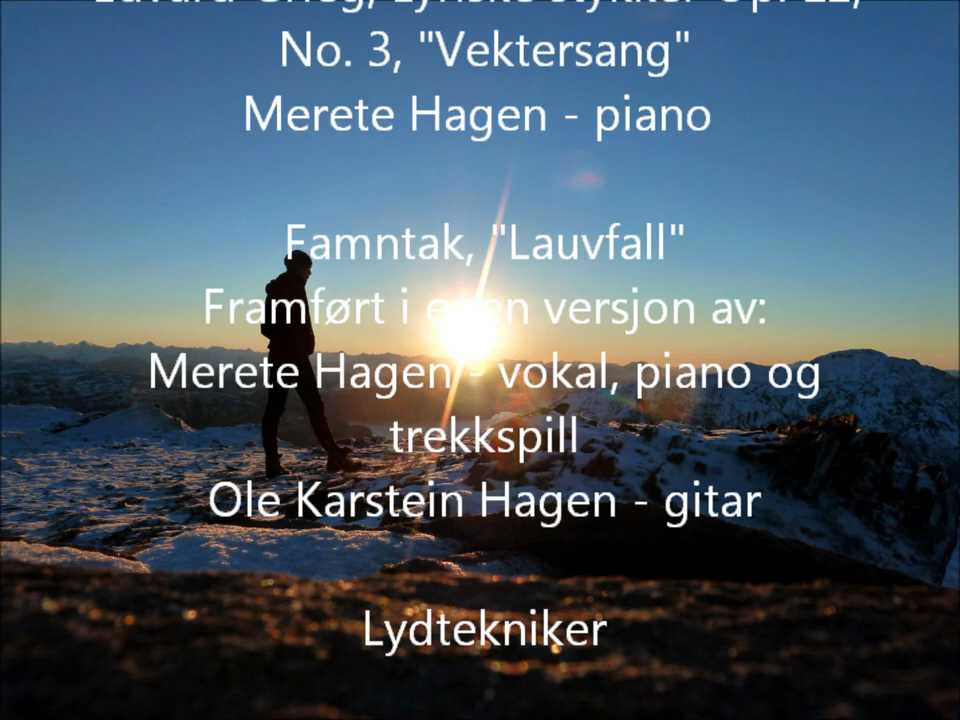 No. 3, "Vektersang"
Merete Hagen - piano
Famntak, "Lauvfall"
Framført i egen versjon av:
Merete Hagen - vokal, piano og
trekkspill
Ole Karstein Hagen - gitar
Lydtekniker